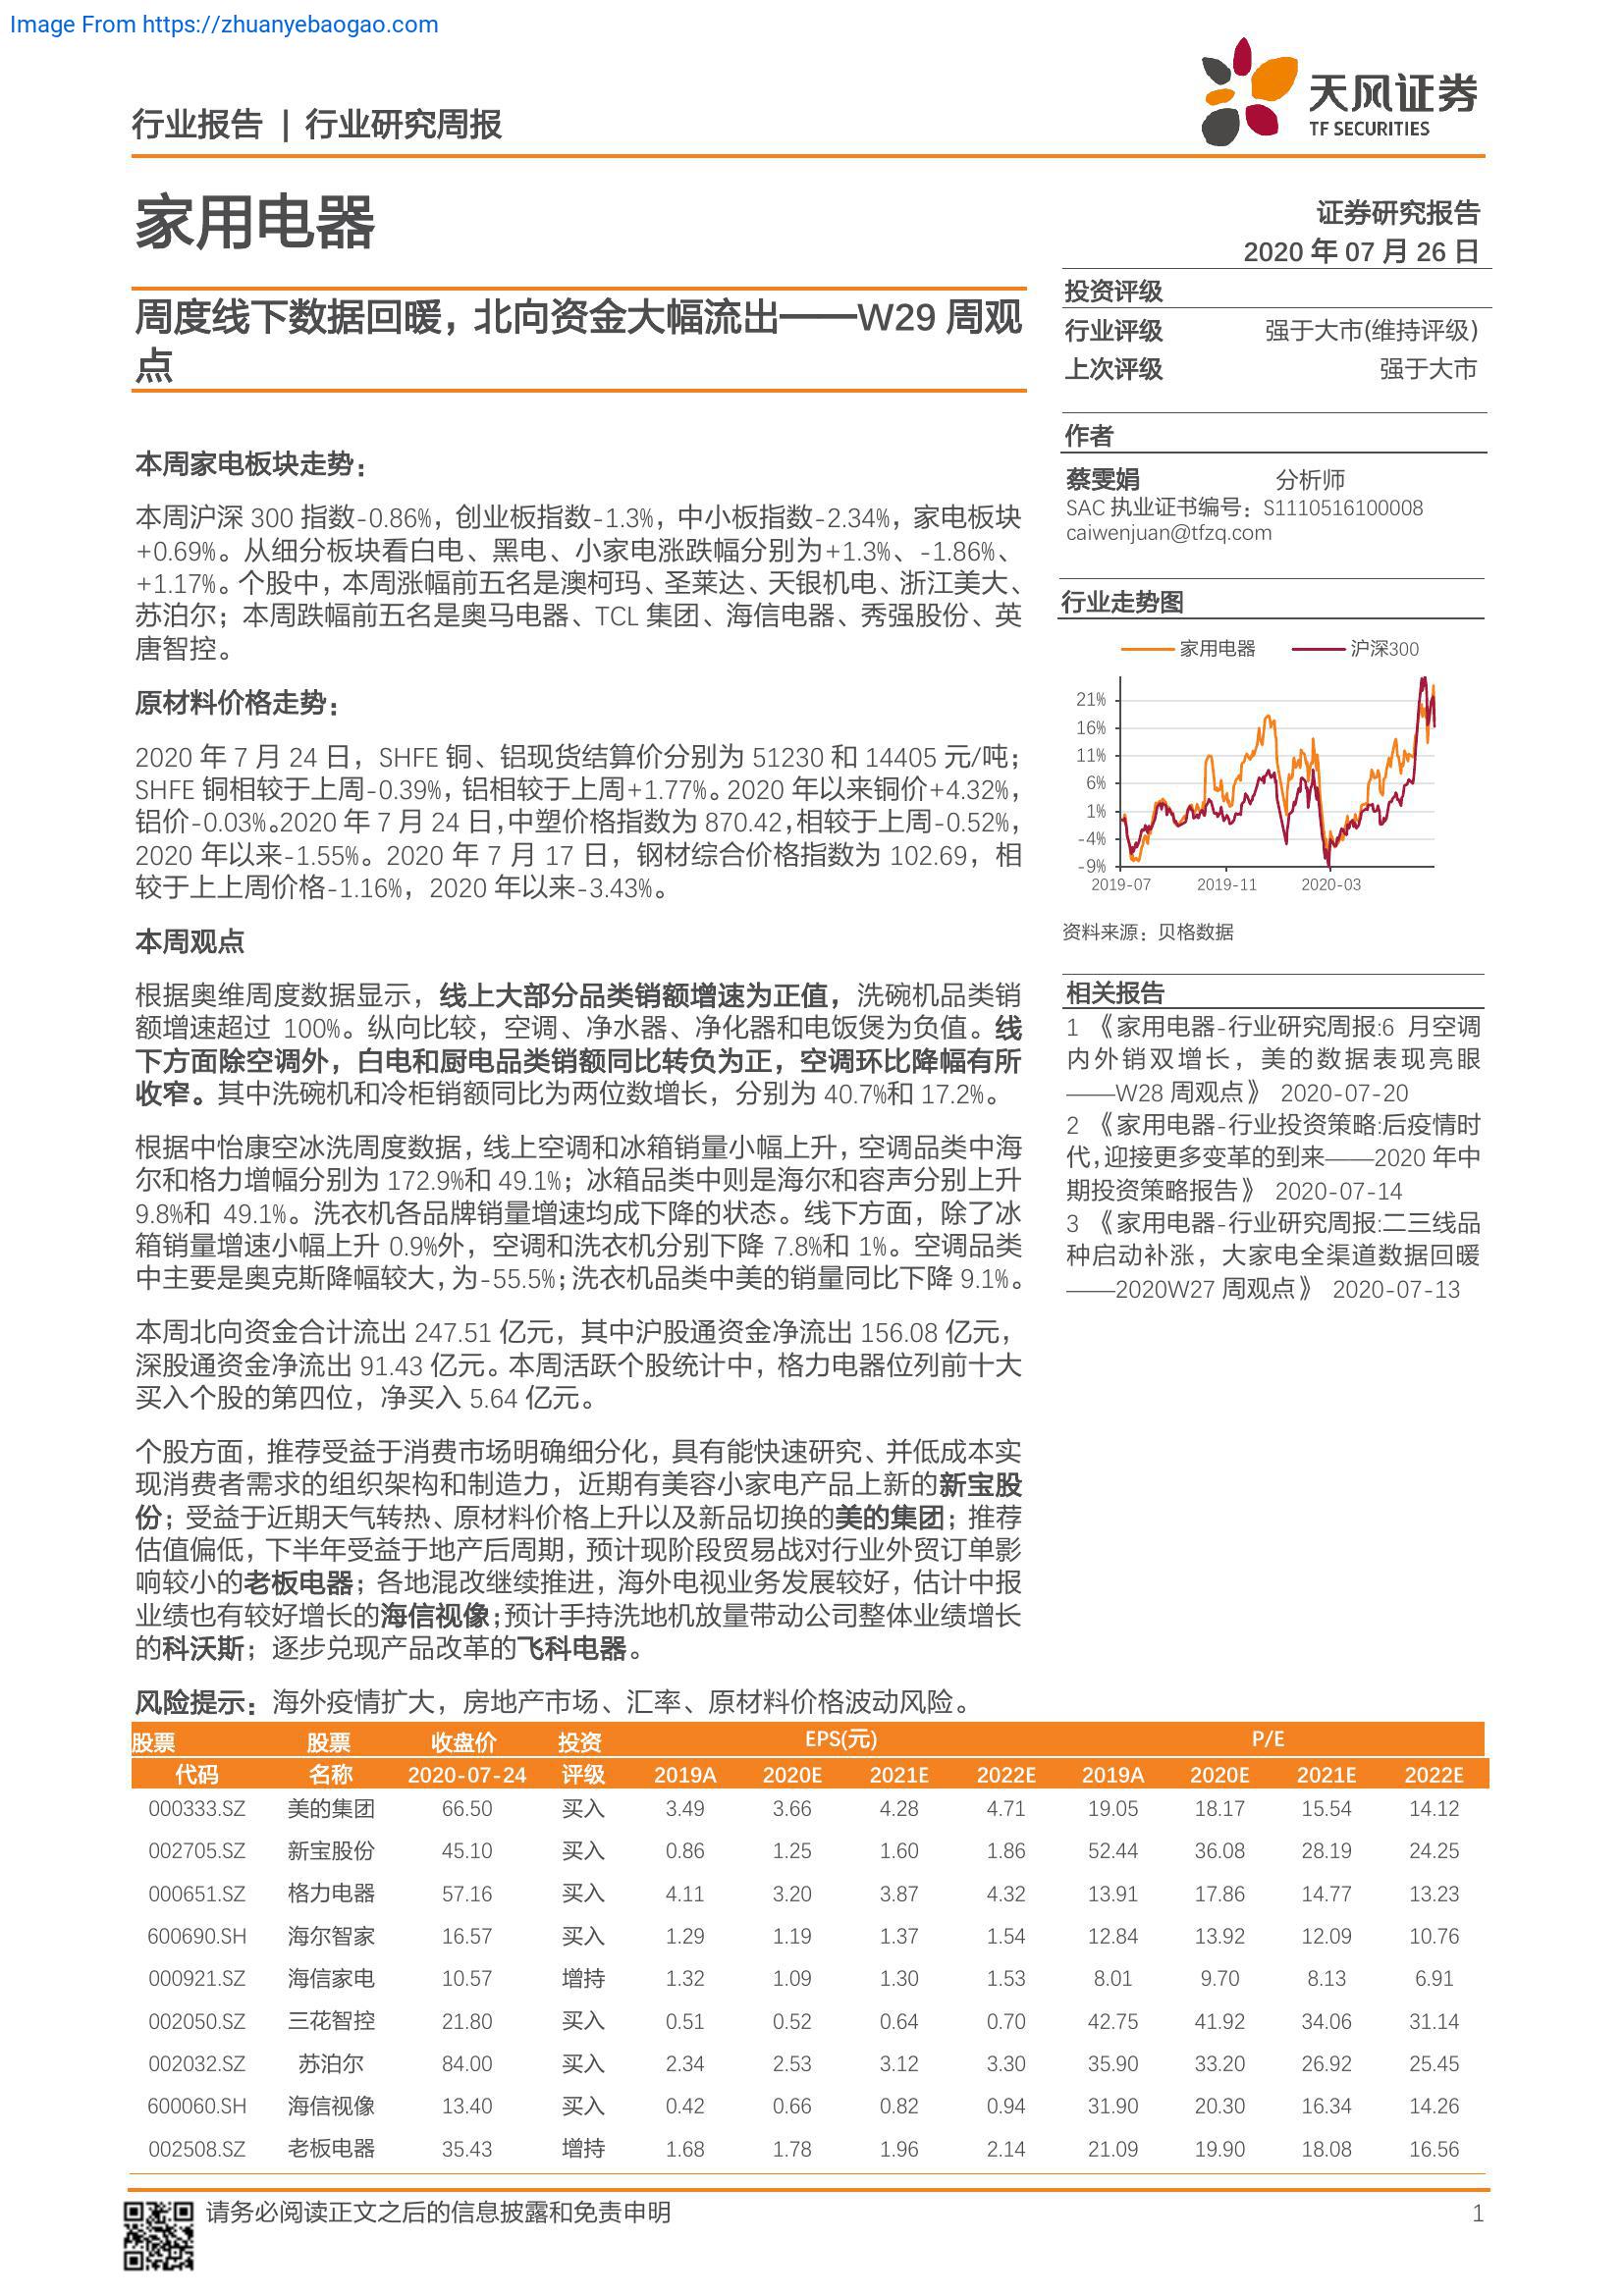 Image From https://zhuanyebaogao.com
行业报告 | 行业研究周报
天风证券
TF SECURITIES
家用电器
证券研究报告
2020 年 07 月 26 日
周度线下数据回暖，北向资金大幅流出——W29 周观
点
投资评级
行业评级 强于大市(维持评级)
上次评级 强于大市
作者
蔡雯娟 分析师
SAC 执业证书编号：S1110516100008
caiwenjuan@tfzq.com
本周家电板块走势：
本周沪深 300 指数-0.86%，创业板指数-1.3%，中小板指数-2.34%，家电板块
+0.69%。从细分板块看白电、黑电、小家电涨跌幅分别为+1.3%、-1.86%、
+1.17%。个股中，本周涨幅前五名是澳柯玛、圣莱达、天银机电、浙江美大、
苏泊尔；本周跌幅前五名是奥马电器、TCL 集团、海信电器、秀强股份、英
唐智控。
原材料价格走势：
2020 年 7 月 24 日，SHFE 铜、铝现货结算价分别为 51230 和 14405 元/吨；
SHFE 铜相较于上周-0.39%，铝相较于上周+1.77%。2020 年以来铜价+4.32%，
铝价-0.03%。2020 年 7 月 24 日，中塑价格指数为 870.42，相较于上周-0.52%，
2020 年以来-1.55%。2020 年 7 月 17 日，钢材综合价格指数为 102.69，相
较于上上周价格-1.16%，2020 年以来-3.43%。
本周观点
根据奥维周度数据显示，线上大部分品类销额增速为正值，洗碗机品类销
额增速超过 100%。纵向比较，空调、净水器、净化器和电饭煲为负值。线
下方面除空调外，白电和厨电品类销额同比转负为正，空调环比降幅有所
收窄。其中洗碗机和冷柜销额同比为两位数增长，分别为 40.7%和 17.2%。
根据中怡康空冰洗周度数据，线上空调和冰箱销量小幅上升，空调品类中海
尔和格力增幅分别为 172.9%和 49.1%；冰箱品类中则是海尔和容声分别上升
9.8%和 49.1%。洗衣机各品牌销量增速均成下降的状态。线下方面，除了冰
箱销量增速小幅上升 0.9%外，空调和洗衣机分别下降 7.8%和 1%。空调品类
中主要是奥克斯降幅较大，为-55.5%；洗衣机品类中美的销量同比下降 9.1%。
本周北向资金合计流出 247.51 亿元，其中沪股通资金净流出 156.08 亿元，
深股通资金净流出 91.43 亿元。本周活跃个股统计中，格力电器位列前十大
买入个股的第四位，净买入 5.64 亿元。
个股方面，推荐受益于消费市场明确细分化，具有能快速研究、并低成本实
现消费者需求的组织架构和制造力，近期有美容小家电产品上新的新宝股
份；受益于近期天气转热、原材料价格上升以及新品切换的美的集团；推荐
估值偏低，下半年受益于地产后周期，预计现阶段贸易战对行业外贸订单影
响较小的老板电器；各地混改继续推进，海外电视业务发展较好，估计中报
业绩也有较好增长的海信视像；预计手持洗地机放量带动公司整体业绩增长
的科沃斯；逐步兑现产品改革的飞科电器。
风险提示：海外疫情扩大，房地产市场、汇率、原材料价格波动风险。
行业走势图
家用电器 沪深300
21%
16%
11%
6%
1%
-4%
-9%
2019-07 2019-11 2020-03
资料来源：贝格数据
相关报告
1 《家用电器-行业研究周报:6 月空调
内外销双增长，美的数据表现亮眼
——W28 周观点》 2020-07-20
2 《家用电器-行业投资策略:后疫情时
代,迎接更多变革的到来——2020 年中
期投资策略报告》 2020-07-14
3 《家用电器-行业研究周报:二三线品
种启动补涨，大家电全渠道数据回暖
——2020W27 周观点》 2020-07-13
股票 股票 收盘价 投资 EPS(元) P/E
代码 名称 2020-07-24 评级 2019A 2020E 2021E 2022E 2019A 2020E 2021E 2022E
000333.SZ 美的集团 66.50 买入 3.49 3.66 4.28 4.71 19.05 18.17 15.54 14.12
002705.SZ 新宝股份 45.10 买入 0.86 1.25 1.60 1.86 52.44 36.08 28.19 24.25
000651.SZ 格力电器 57.16 买入 4.11 3.20 3.87 4.32 13.91 17.86 14.77 13.23
600690.SH 海尔智家 16.57 买入 1.29 1.19 1.37 1.54 12.84 13.92 12.09 10.76
000921.SZ 海信家电 10.57 增持 1.32 1.09 1.30 1.53 8.01 9.70 8.13 6.91
002050.SZ 三花智控 21.80 买入 0.51 0.52 0.64 0.70 42.75 41.92 34.06 31.14
002032.SZ 苏泊尔 84.00 买入 2.34 2.53 3.12 3.30 35.90 33.20 26.92 25.45
600060.SH 海信视像 13.40 买入 0.42 0.66 0.82 0.94 31.90 20.30 16.34 14.26
002508.SZ 老板电器 35.43 增持 1.68 1.78 1.96 2.14 21.09 19.90 18.08 16.56
请务必阅读正文之后的信息披露和免责申明 1